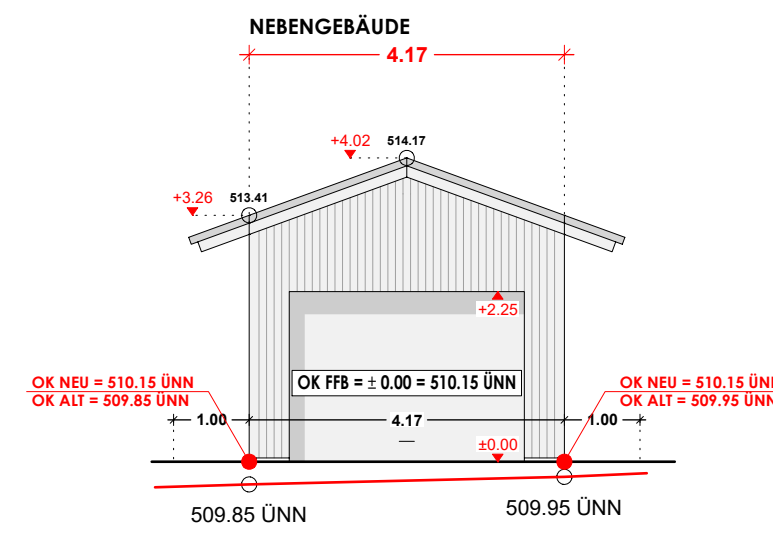 NEBENGEBÄUDE
4.17
+4.02 514.17
+3.26 513.41
+2.25
OK FFB = ± 0.00 = 510.15 ÜNN
OK NEU = 510.15 ÜNN
OK ALT = 509.85 ÜNN
OK NEU = 510.15 ÜNN
OK ALT = 509.95 ÜNN
1.00 4.17 1.00
±0.00
509.85 ÜNN
509.95 ÜNN